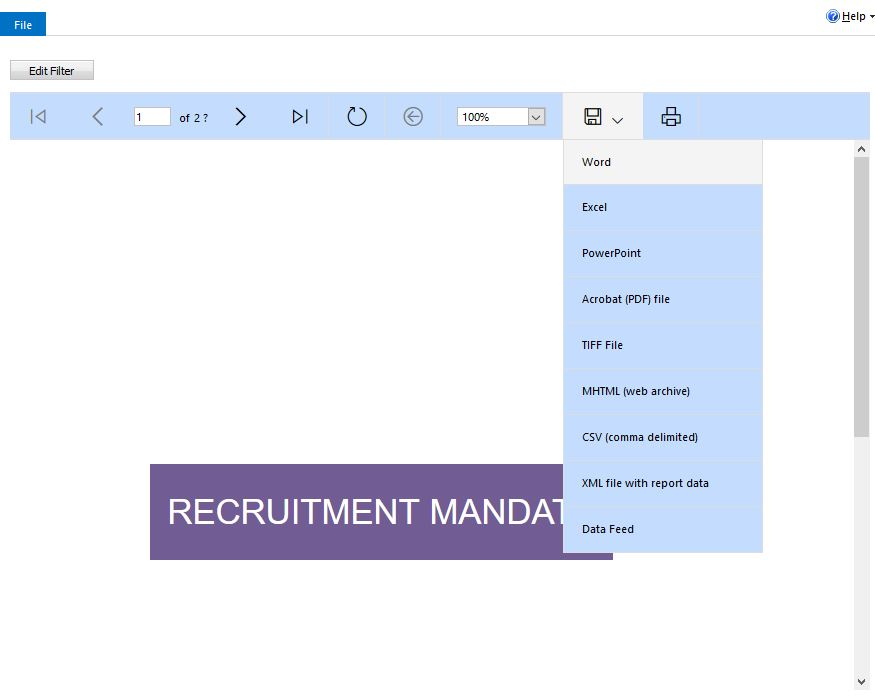 File
Help
Edit Filter
1 of 2 ? 100%
Word
Excel
PowerPoint
Acrobat (PDF) file
TIFF File
MHTML (web archive)
CSV (comma delimited)
XML file with report data
Data Feed
RECRUITMENT MANDAT